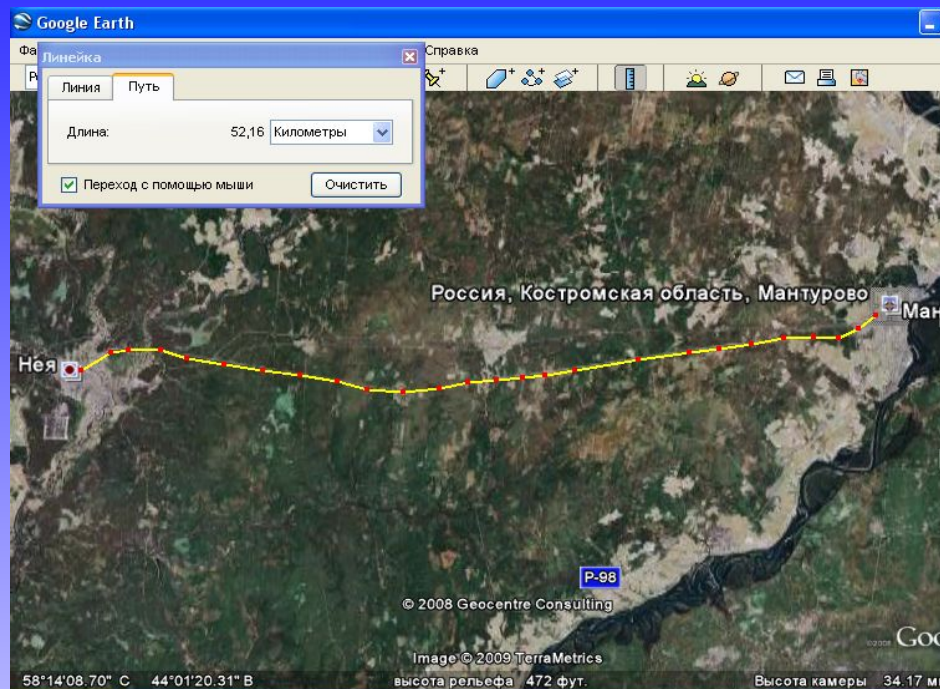 Google Earth
Фа
Справка
Линейка
Линия
Путь
Длина:
52,16
Километры
Переход с помощью мыши
Очистить
Россия, Костромская область, Мантурово
Ман
Нея
Р-98
© 2008 Geocentre Consulting
Image © 2009 TerraMetrics
©2008
Goo
58°14'08.70" С 44°01'20.31" В
высота рельефа 472 фут.
Высота камеры 34.17 ми